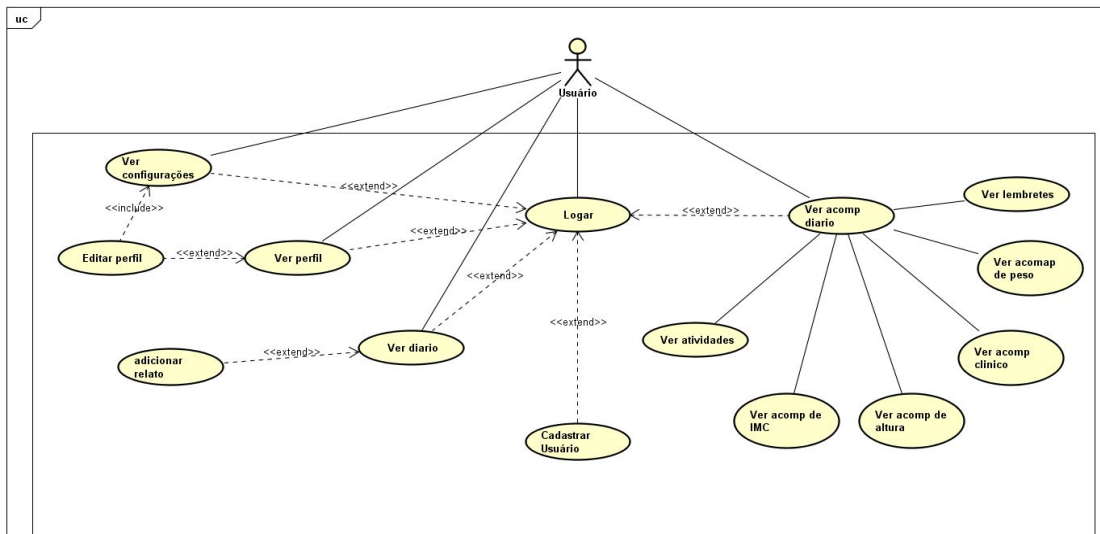 uc
Usuário
Ver
configurações
<<extend>>
<<include>>
Logar
<<extend>>
Ver acomp
diario
Ver lembretes
Editar perfil
<<extend>>
Ver perfil
<<extend>>
Ver acomap
de peso
<<extend>>
<<extend>>
Ver atividades
adicionar
relato
<<extend>>
Ver diario
Ver acomp
clinico
Ver acomp de
IMC
Ver acomp de
altura
Cadastrar
Usuário